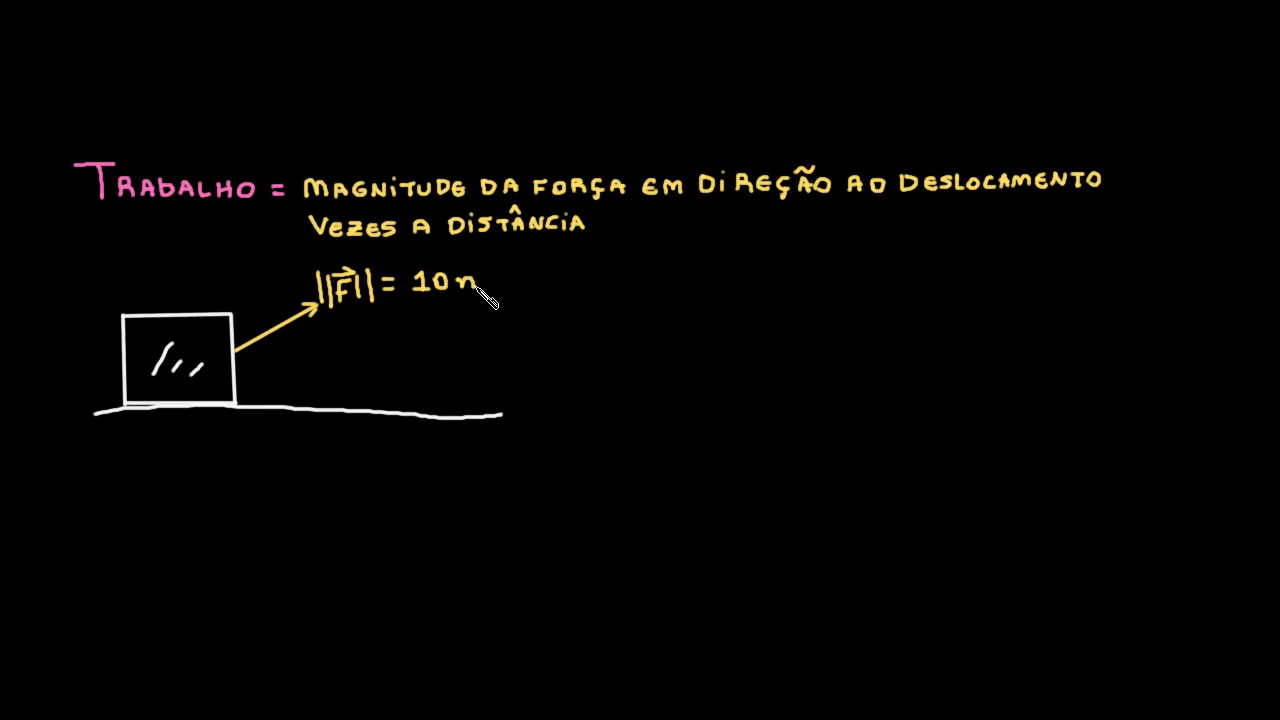 TRABALHO = MAGNITUDE DA FORÇA EM DIREÇÃO AO DESLOCAMENTO
VEZES A DISTÂNCIA
||F⃗|| = 10 n